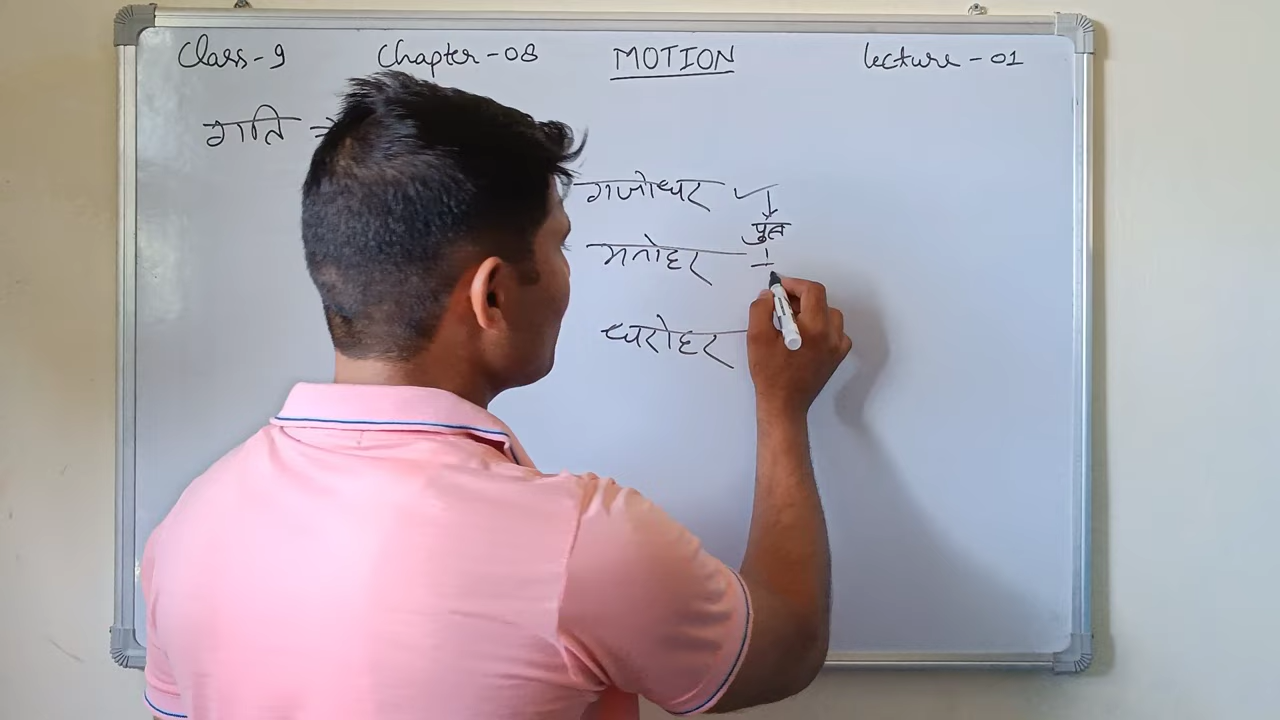 Class-9 Chapter-08 MOTION Lecture-01
गति ⇒
गजोधर ✓
↓
पुत्र
मनोहर
धरोहर